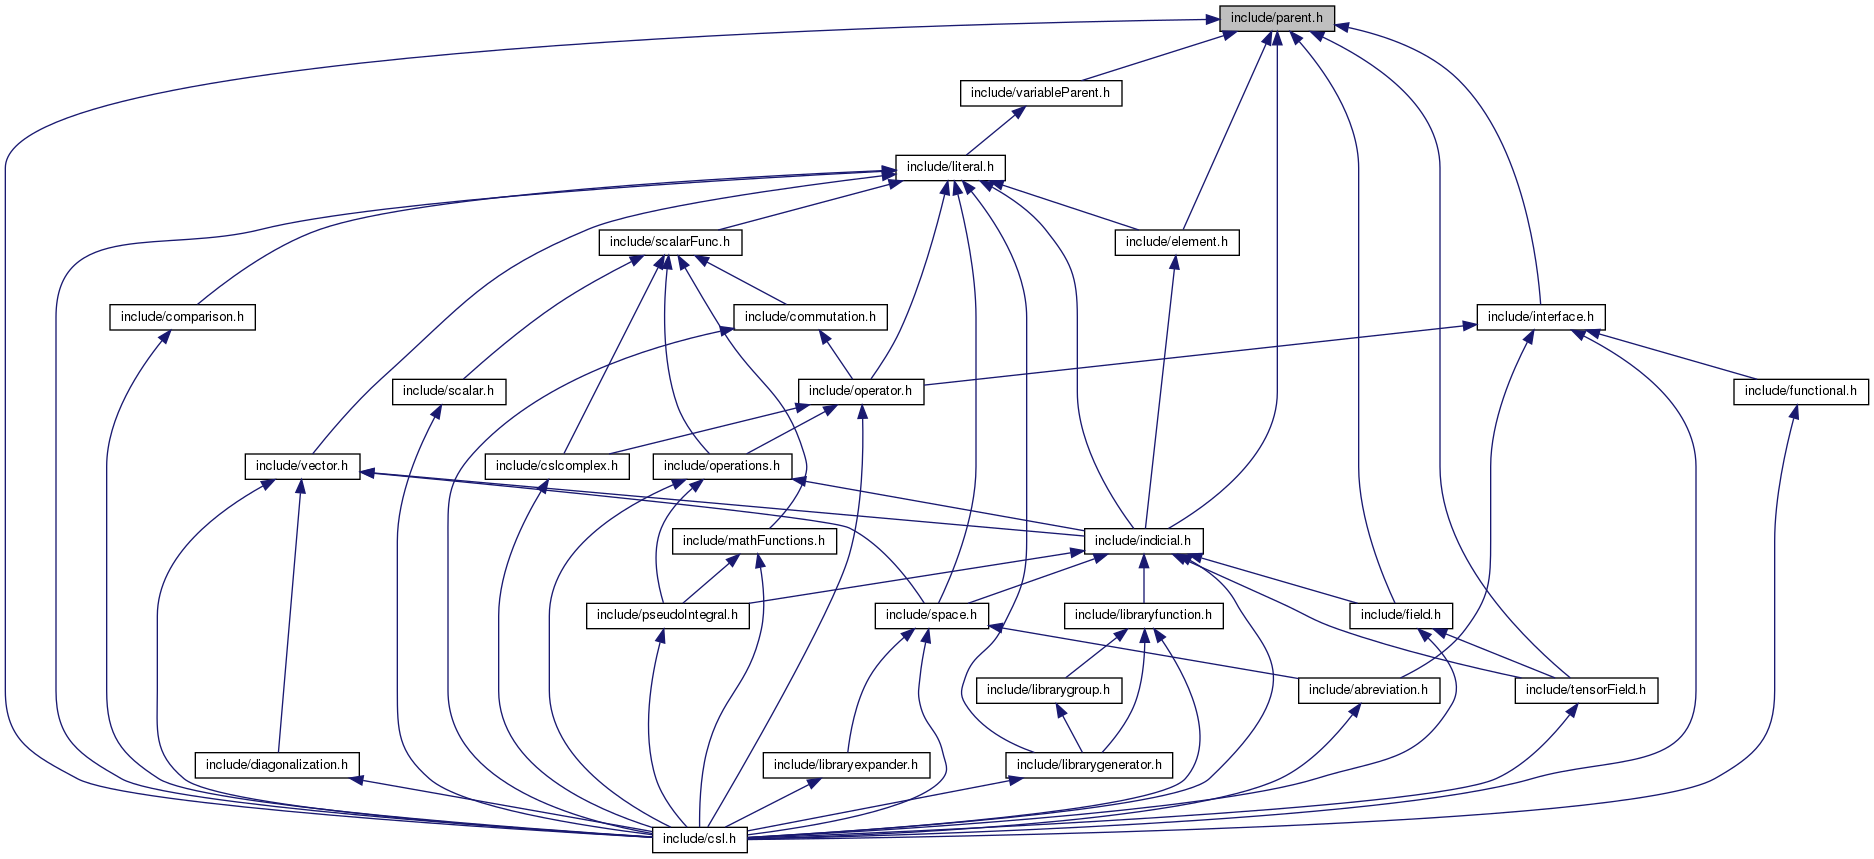 include/parent.h
include/variableParent.h
include/literal.h
include/scalarFunc.h
include/element.h
include/comparison.h
include/commutation.h
include/interface.h
include/scalar.h
include/operator.h
include/functional.h
include/vector.h
include/cslcomplex.h
include/operations.h
include/mathFunctions.h
include/indicial.h
include/pseudoIntegral.h
include/space.h
include/libraryfunction.h
include/field.h
include/librarygroup.h
include/abreviation.h
include/tensorField.h
include/diagonalization.h
include/libraryexpander.h
include/librarygenerator.h
include/csl.h